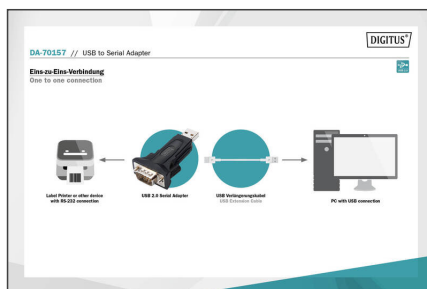 DIGITUS®
DA-70157 // USB to Serial Adapter
Eins-zu-Eins-Verbindung
One to one connection
Label Printer or other device
with RS-232 connection
USB 2.0 Serial Adapter
USB Verlängerungskabel
USB Extension Cable
PC with USB connection